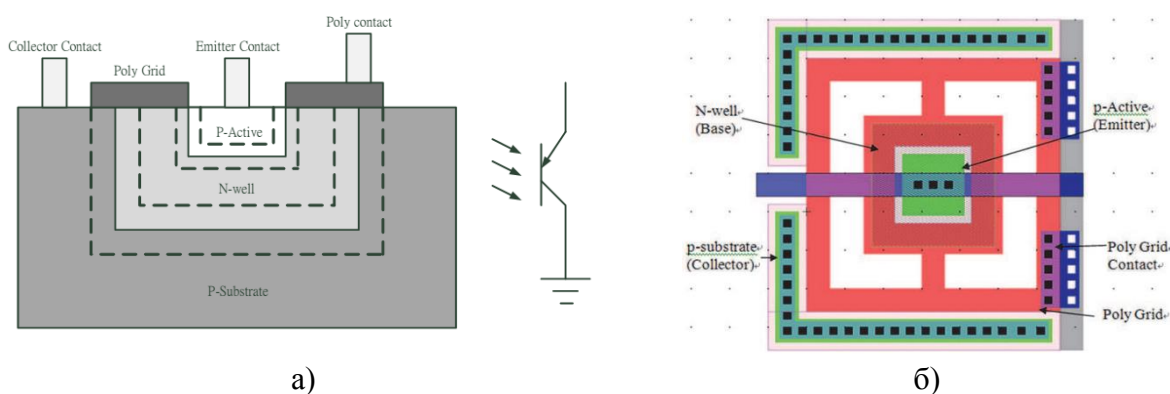 Poly contact
Collector Contact
Emitter Contact
Poly Grid
P-Active
N-well
P-Substrate
N-well
(Base)
p-Active
(Emitter)
p-substrate
(Collector)
Poly Grid
Contact
Poly Grid
а)
б)